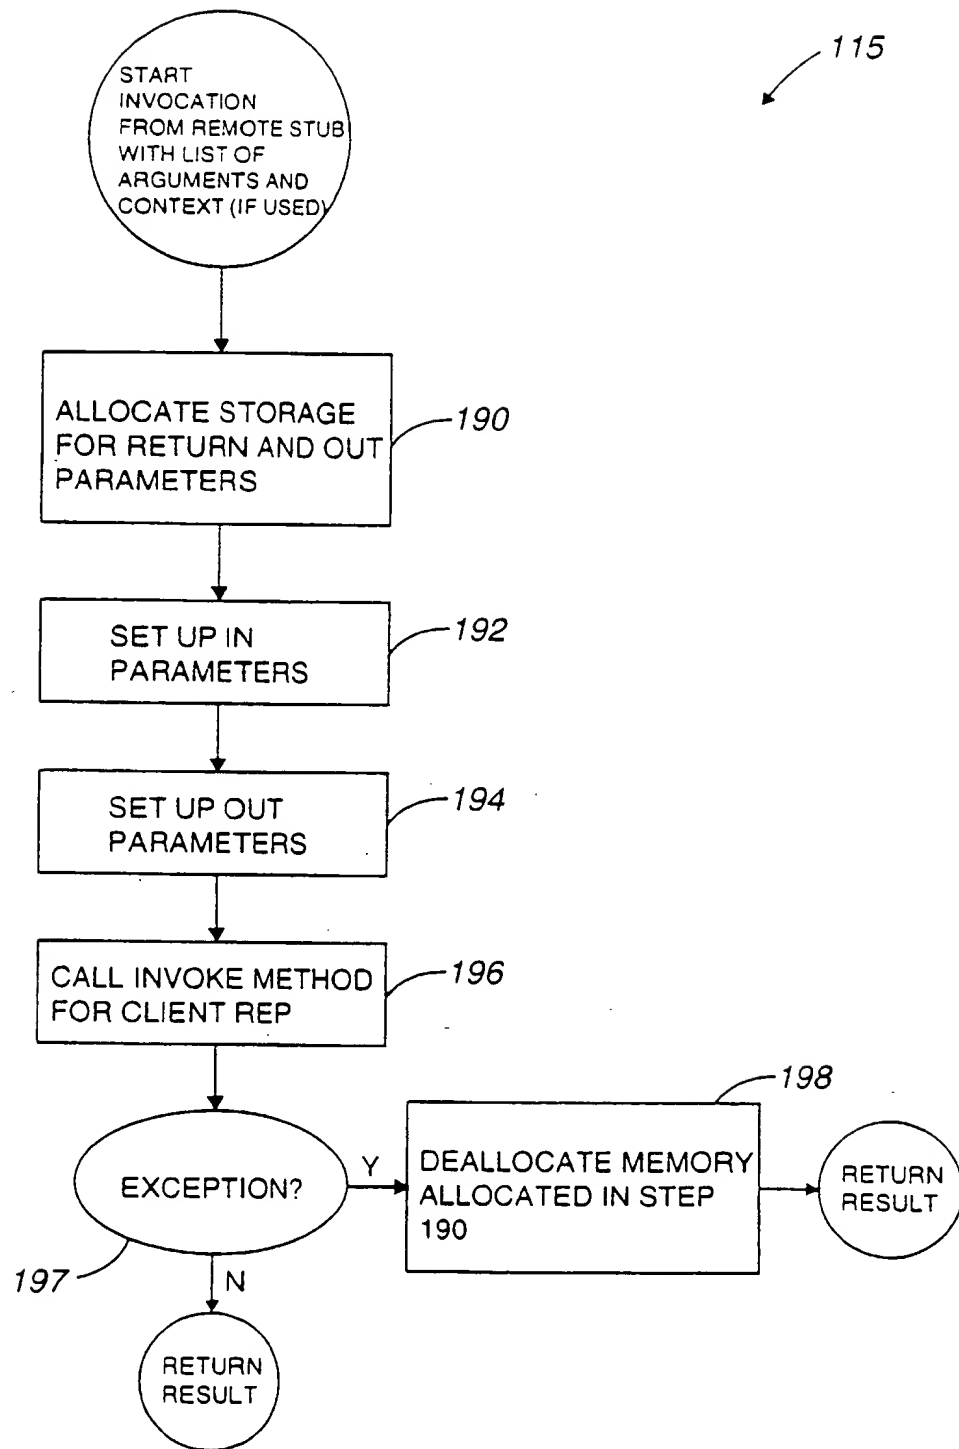 115
START
INVOCATION
FROM REMOTE STUB
WITH LIST OF
ARGUMENTS AND
CONTEXT (IF USED)
ALLOCATE STORAGE
FOR RETURN AND OUT
PARAMETERS
190
SET UP IN
PARAMETERS
192
SET UP OUT
PARAMETERS
194
CALL INVOKE METHOD
FOR CLIENT REP
196
EXCEPTION?
197
Y
198
DEALLOCATE MEMORY
ALLOCATED IN STEP
190
RETURN
RESULT
N
RETURN
RESULT